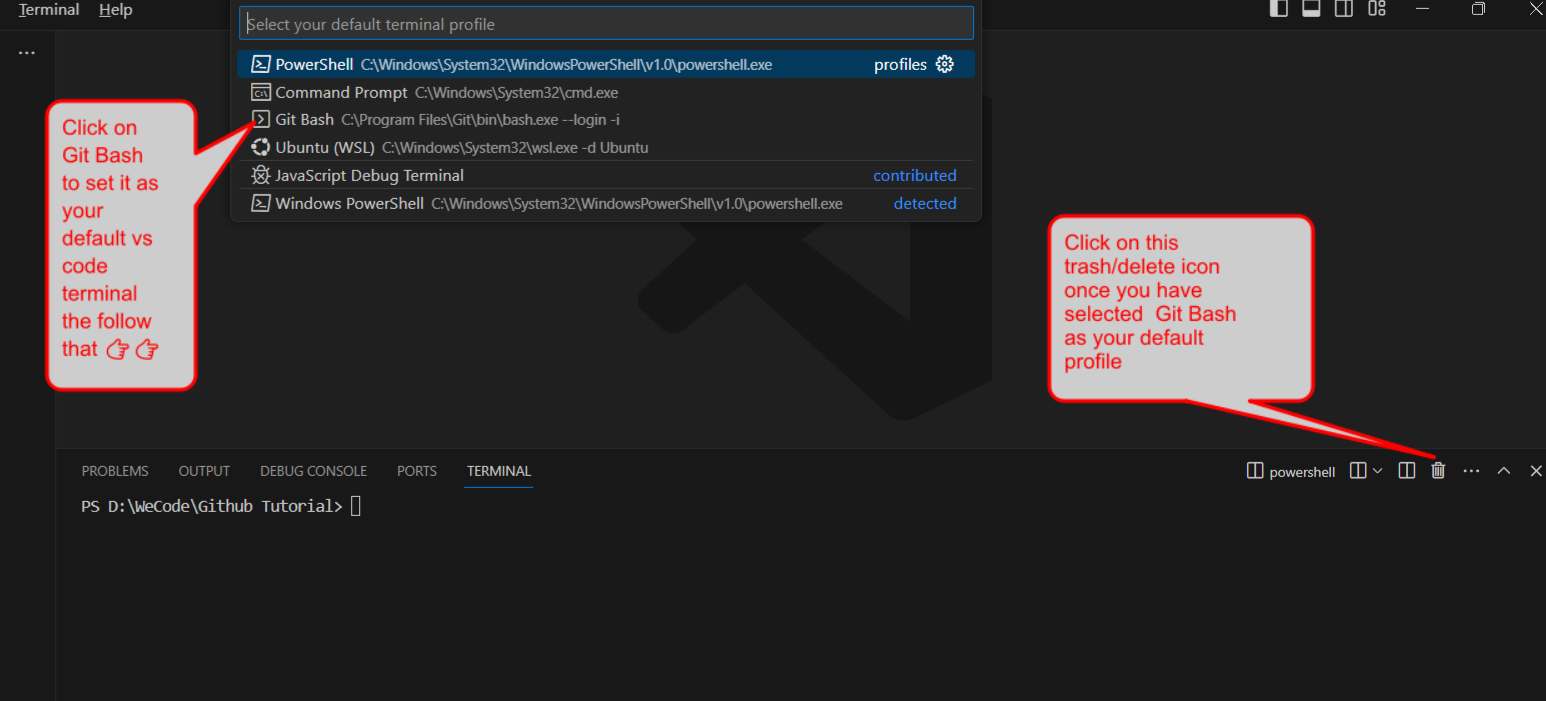 Terminal Help
Select your default terminal profile
PowerShell C:\Windows\System32\WindowsPowerShell\v1.0\powershell.exe profiles
Command Prompt C:\Windows\System32\cmd.exe
Git Bash C:\Program Files\Git\bin\bash.exe --login -i
Ubuntu (WSL) C:\Windows\System32\wsl.exe -d Ubuntu
JavaScript Debug Terminal contributed
Windows PowerShell C:\Windows\System32\WindowsPowerShell\v1.0\powershell.exe detected
Click on
Git Bash
to set it as
your
default vs
code
terminal
the follow
that 👉👉
Click on this
trash/delete icon
once you have
selected Git Bash
as your default
profile
PROBLEMS OUTPUT DEBUG CONSOLE PORTS TERMINAL powershell
PS D:\WeCode\Github Tutorial>